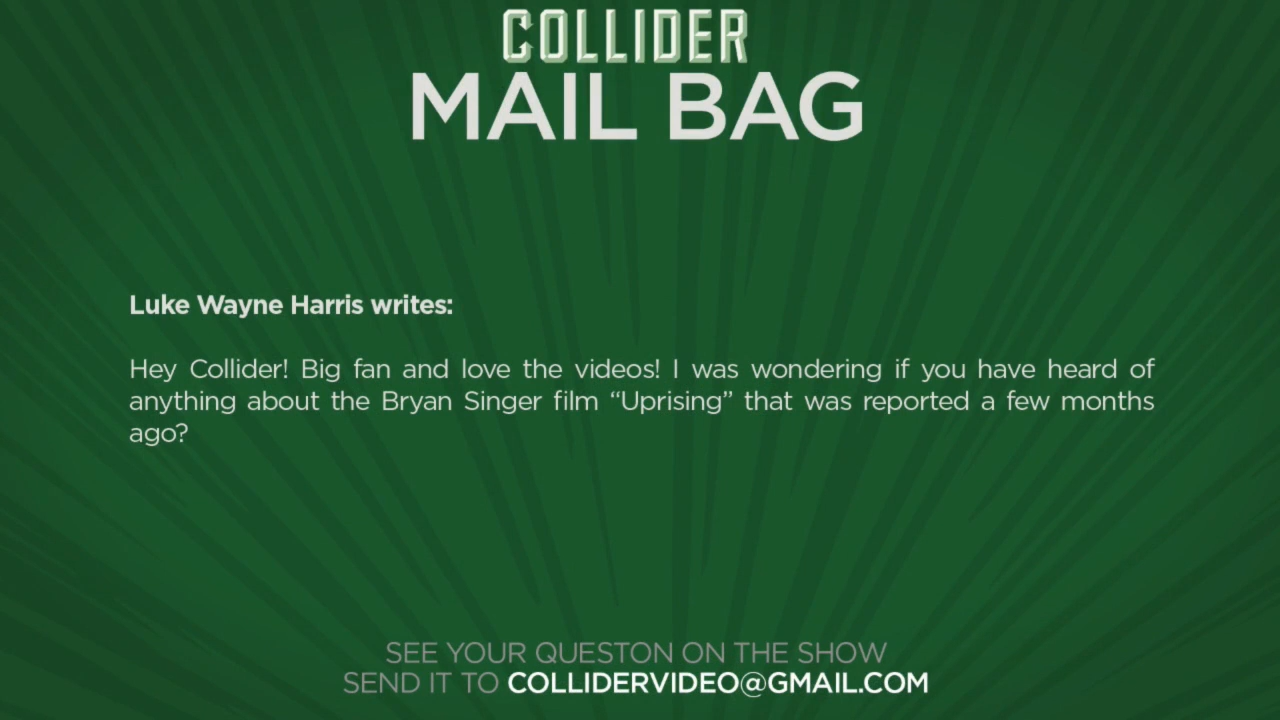 COLLIDER
MAIL BAG
Luke Wayne Harris writes:
Hey Collider! Big fan and love the videos! I was wondering if you have heard of
anything about the Bryan Singer film “Uprising” that was reported a few months
ago?
SEE YOUR QUESTON ON THE SHOW
SEND IT TO COLLIDERVIDEO@GMAIL.COM